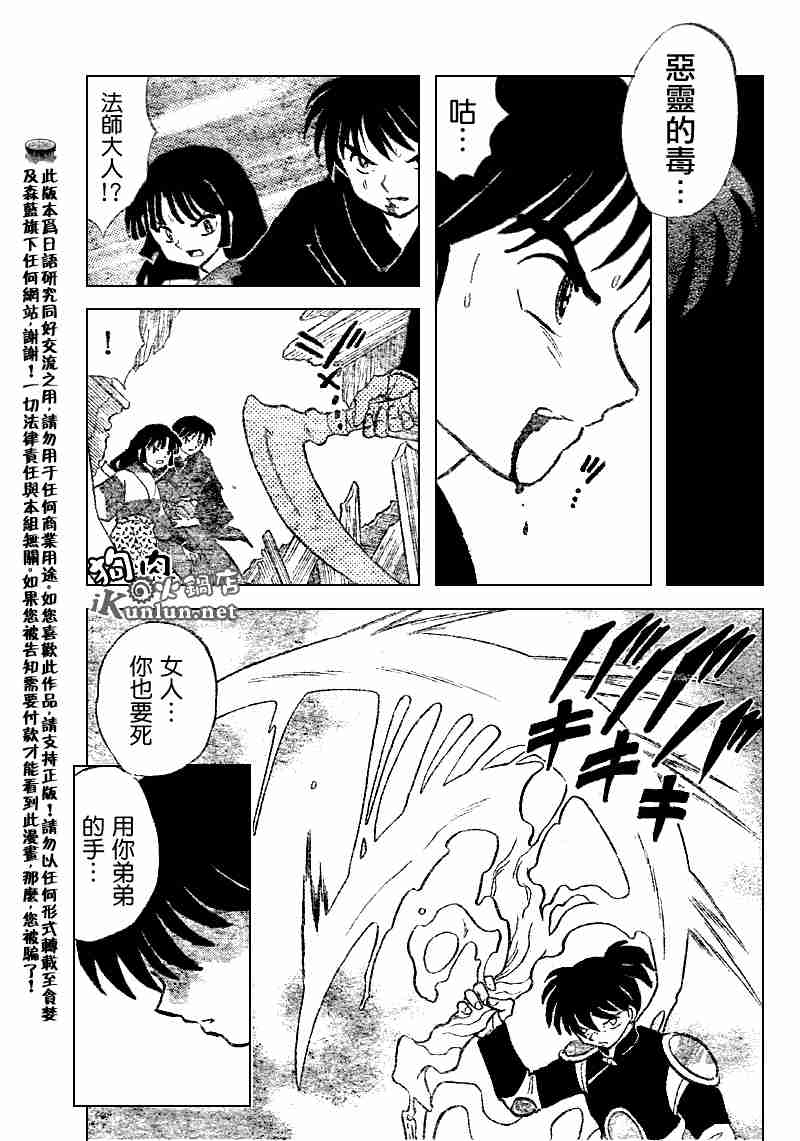 惡靈的毒…
咕…
法師大人!?
！
ギギギ
女人…
你也要死
用你弟弟
的手…
狗肉
火鍋店
iKunlun.net
此版本爲日語研究同好交流之用,請勿用于任何商業用途。如您喜歡此作品,請支持正版！請勿以任何形式轉載至貪婪
及森藍旗下任何網站,謝謝！一切法律責任與本組無關。如果您被告知需要付款才能看到此漫畫,那麼,您被騙了！